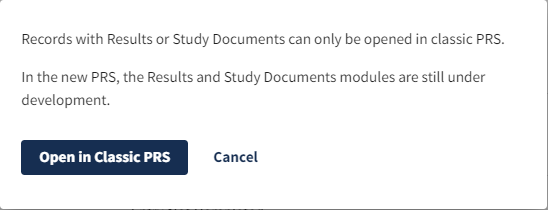 Records with Results or Study Documents can only be opened in classic PRS.
In the new PRS, the Results and Study Documents modules are still under
development.
Open in Classic PRS
Cancel